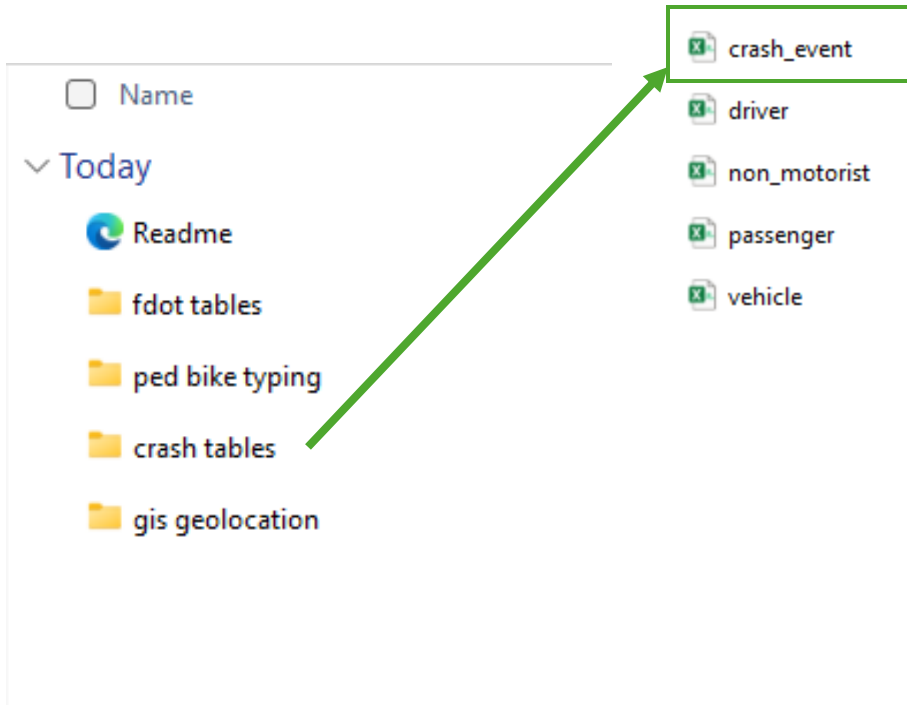 Name
Today
Readme
fdot tables
ped bike typing
crash tables
gis geolocation
crash_event
driver
non_motorist
passenger
vehicle